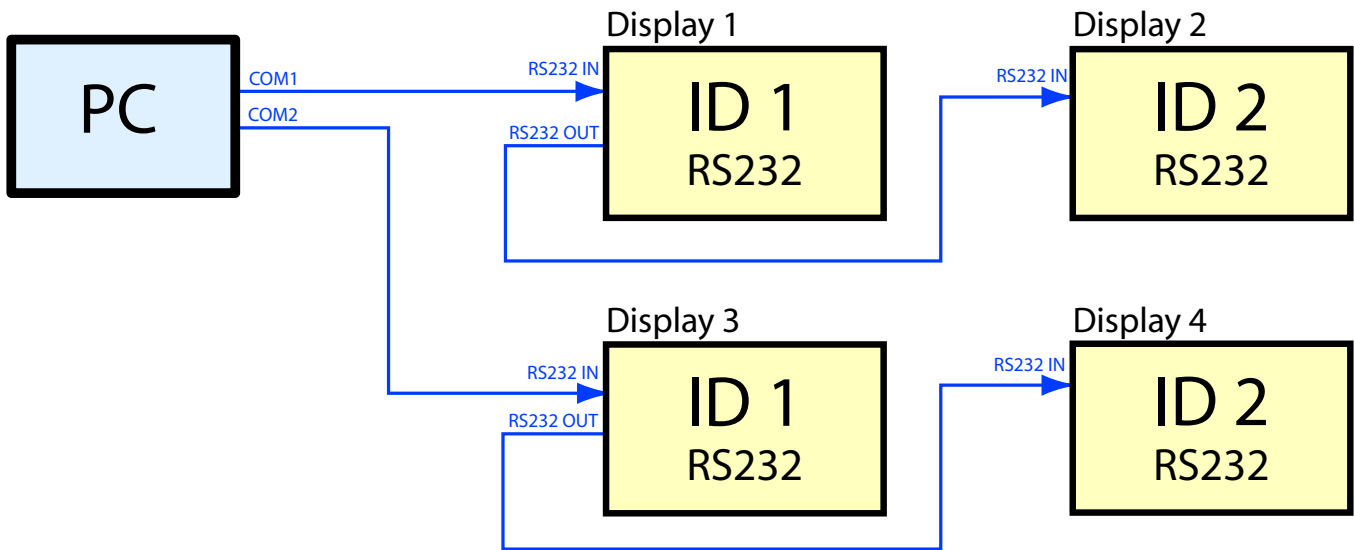 Display 1
Display 2
PC
COM1
COM2
RS232 IN
RS232 OUT
ID 1
RS232
RS232 IN
ID 2
RS232
Display 3
Display 4
RS232 IN
RS232 OUT
ID 1
RS232
RS232 IN
ID 2
RS232